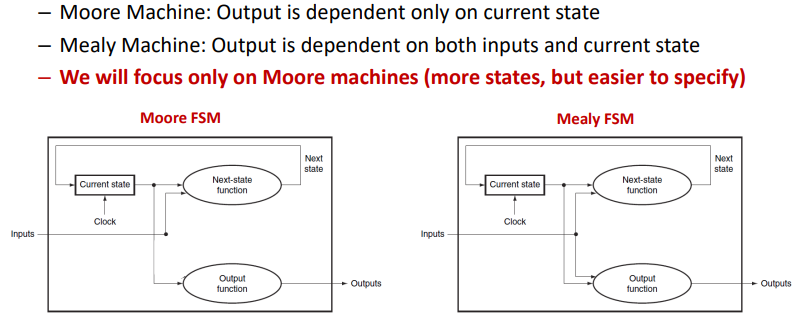 – Moore Machine: Output is dependent only on current state
– Mealy Machine: Output is dependent on both inputs and current state
– We will focus only on Moore machines (more states, but easier to specify)
Moore FSM
Next
state
Current state
Next-state
function
Clock
Inputs
Output
function
Outputs
Mealy FSM
Next
state
Current state
Next-state
function
Clock
Inputs
Output
function
Outputs